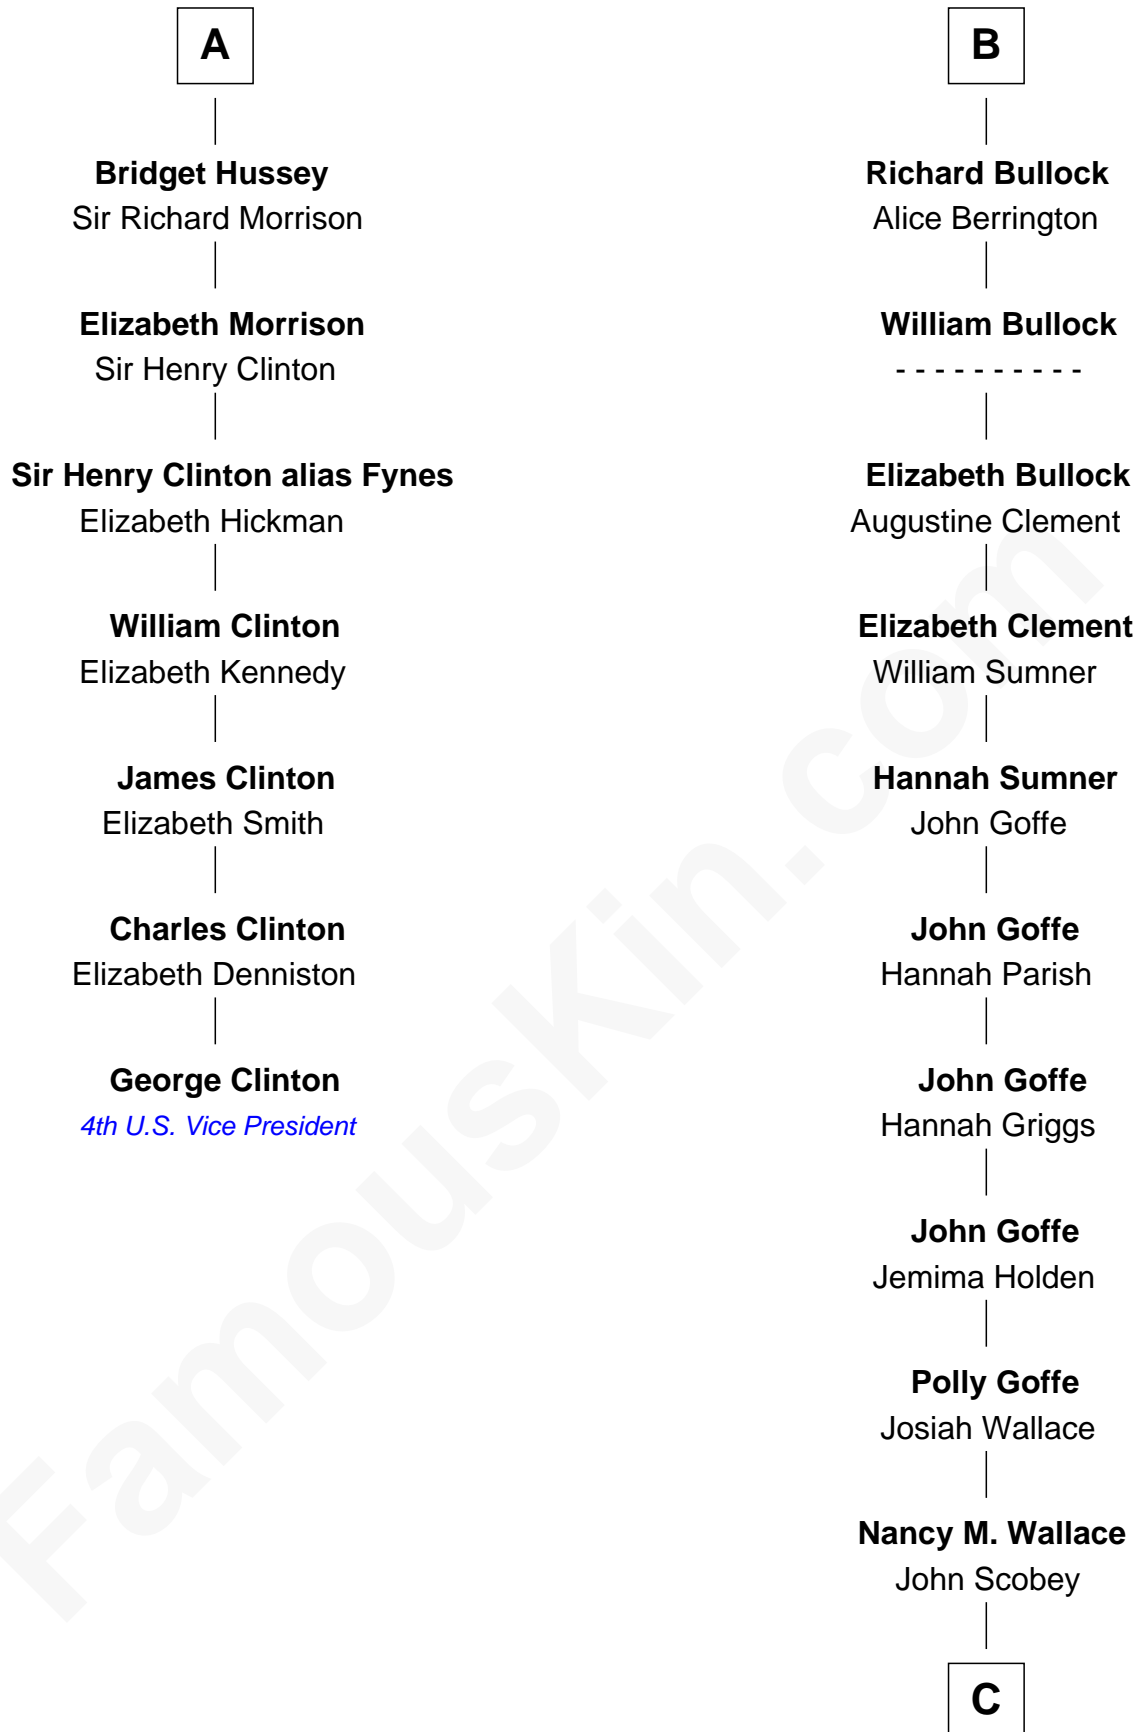 A
Bridget Hussey
Sir Richard Morrison
Elizabeth Morrison
Sir Henry Clinton
Sir Henry Clinton alias Fynes
Elizabeth Hickman
William Clinton
Elizabeth Kennedy
James Clinton
Elizabeth Smith
Charles Clinton
Elizabeth Denniston
George Clinton
4th U.S. Vice President
B
Richard Bullock
Alice Berrington
William Bullock
- - - - - - - - - -
Elizabeth Bullock
Augustine Clement
Elizabeth Clement
William Sumner
Hannah Sumner
John Goffe
John Goffe
Hannah Parish
John Goffe
Hannah Griggs
John Goffe
Jemima Holden
Polly Goffe
Josiah Wallace
Nancy M. Wallace
John Scobey
C
FamousKin.com